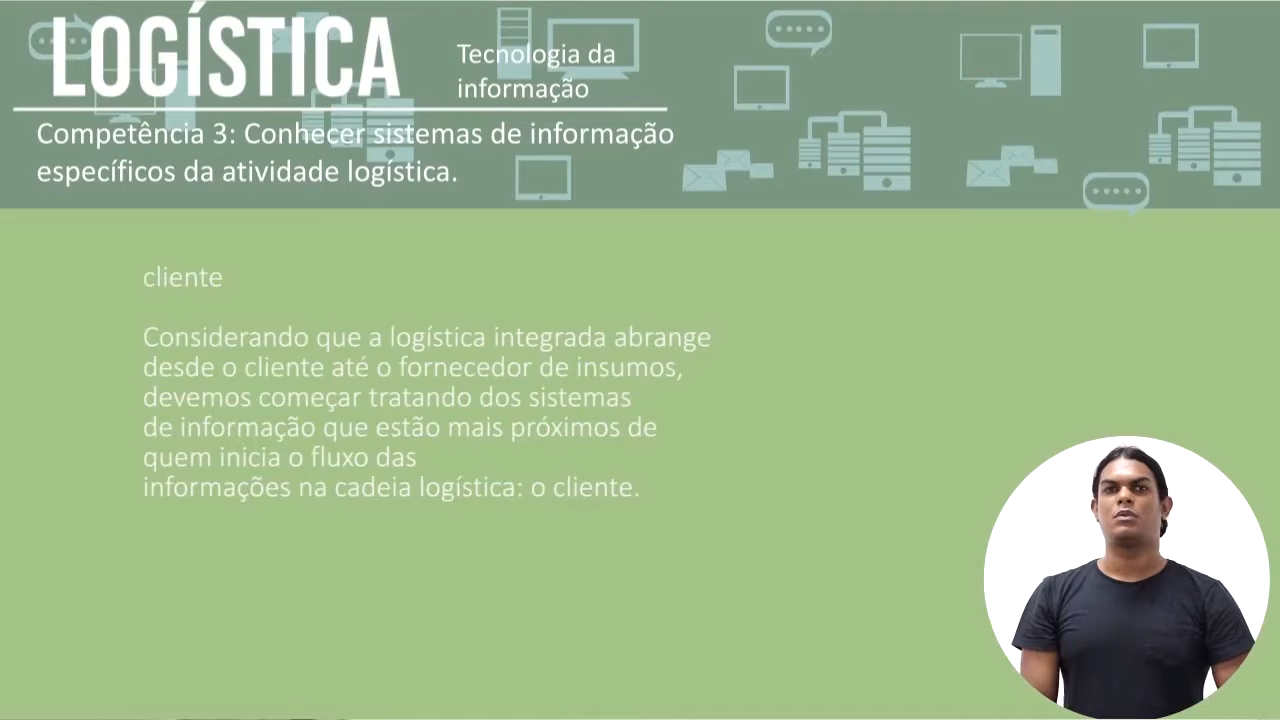 LOGÍSTICA
Tecnologia da
informação
Competência 3: Conhecer sistemas de informação
específicos da atividade logística.
cliente
Considerando que a logística integrada abrange
desde o cliente até o fornecedor de insumos,
devemos começar tratando dos sistemas
de informação que estão mais próximos de
quem inicia o fluxo das
informações na cadeia logística: o cliente.